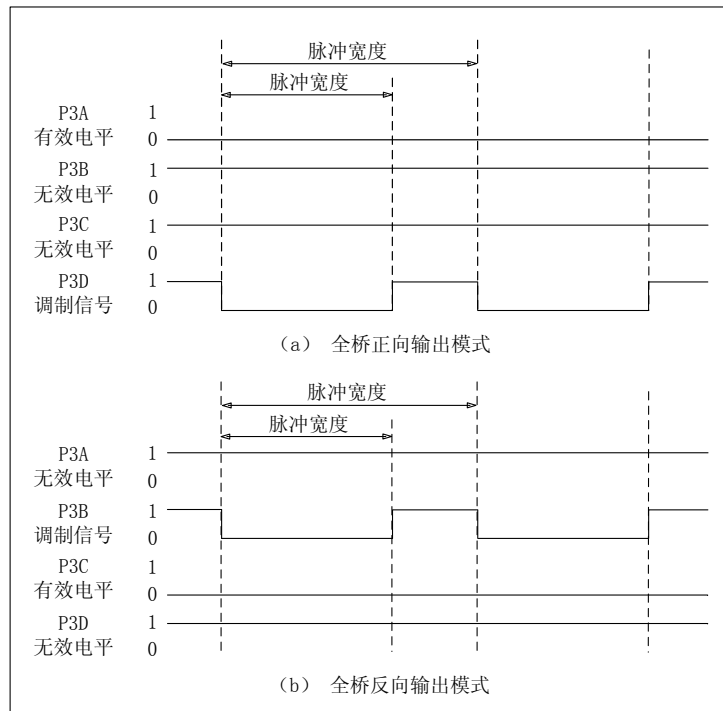 脉冲宽度
脉冲宽度
P3A 1
有效电平 0
P3B 1
无效电平 0
P3C 1
无效电平 0
P3D 1
调制信号 0
（a） 全桥正向输出模式
脉冲宽度
脉冲宽度
P3A 1
无效电平 0
P3B 1
调制信号 0
P3C 1
有效电平 0
P3D 1
无效电平 0
（b） 全桥反向输出模式